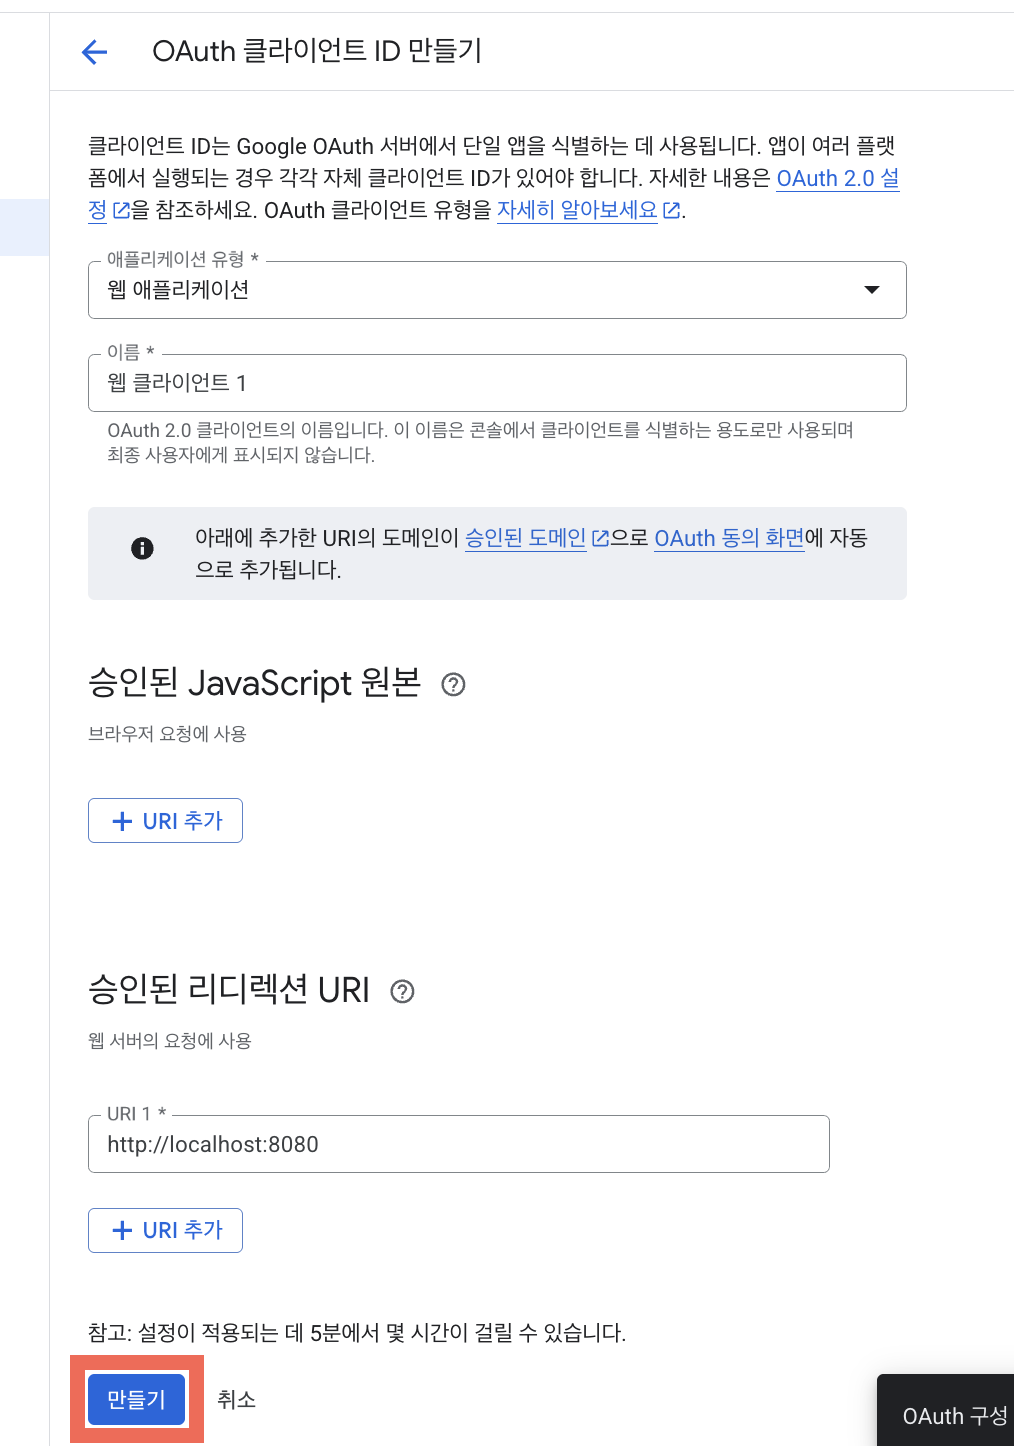 OAuth 클라이언트 ID 만들기
클라이언트 ID는 Google OAuth 서버에서 단일 앱을 식별하는 데 사용됩니다. 앱이 여러 플랫
폼에서 실행되는 경우 각각 자체 클라이언트 ID가 있어야 합니다. 자세한 내용은 OAuth 2.0 설
정을 참조하세요. OAuth 클라이언트 유형을 자세히 알아보세요.
애플리케이션 유형 *
웹 애플리케이션
이름 *
웹 클라이언트 1
OAuth 2.0 클라이언트의 이름입니다. 이 이름은 콘솔에서 클라이언트를 식별하는 용도로만 사용되며
최종 사용자에게 표시되지 않습니다.
아래에 추가한 URI의 도메인이 승인된 도메인으로 OAuth 동의 화면에 자동
으로 추가됩니다.
승인된 JavaScript 원본
브라우저 요청에 사용
URI 추가
승인된 리디렉션 URI
웹 서버의 요청에 사용
URI 1 *
http://localhost:8080
URI 추가
참고: 설정이 적용되는 데 5분에서 몇 시간이 걸릴 수 있습니다.
만들기 취소
OAuth 구성